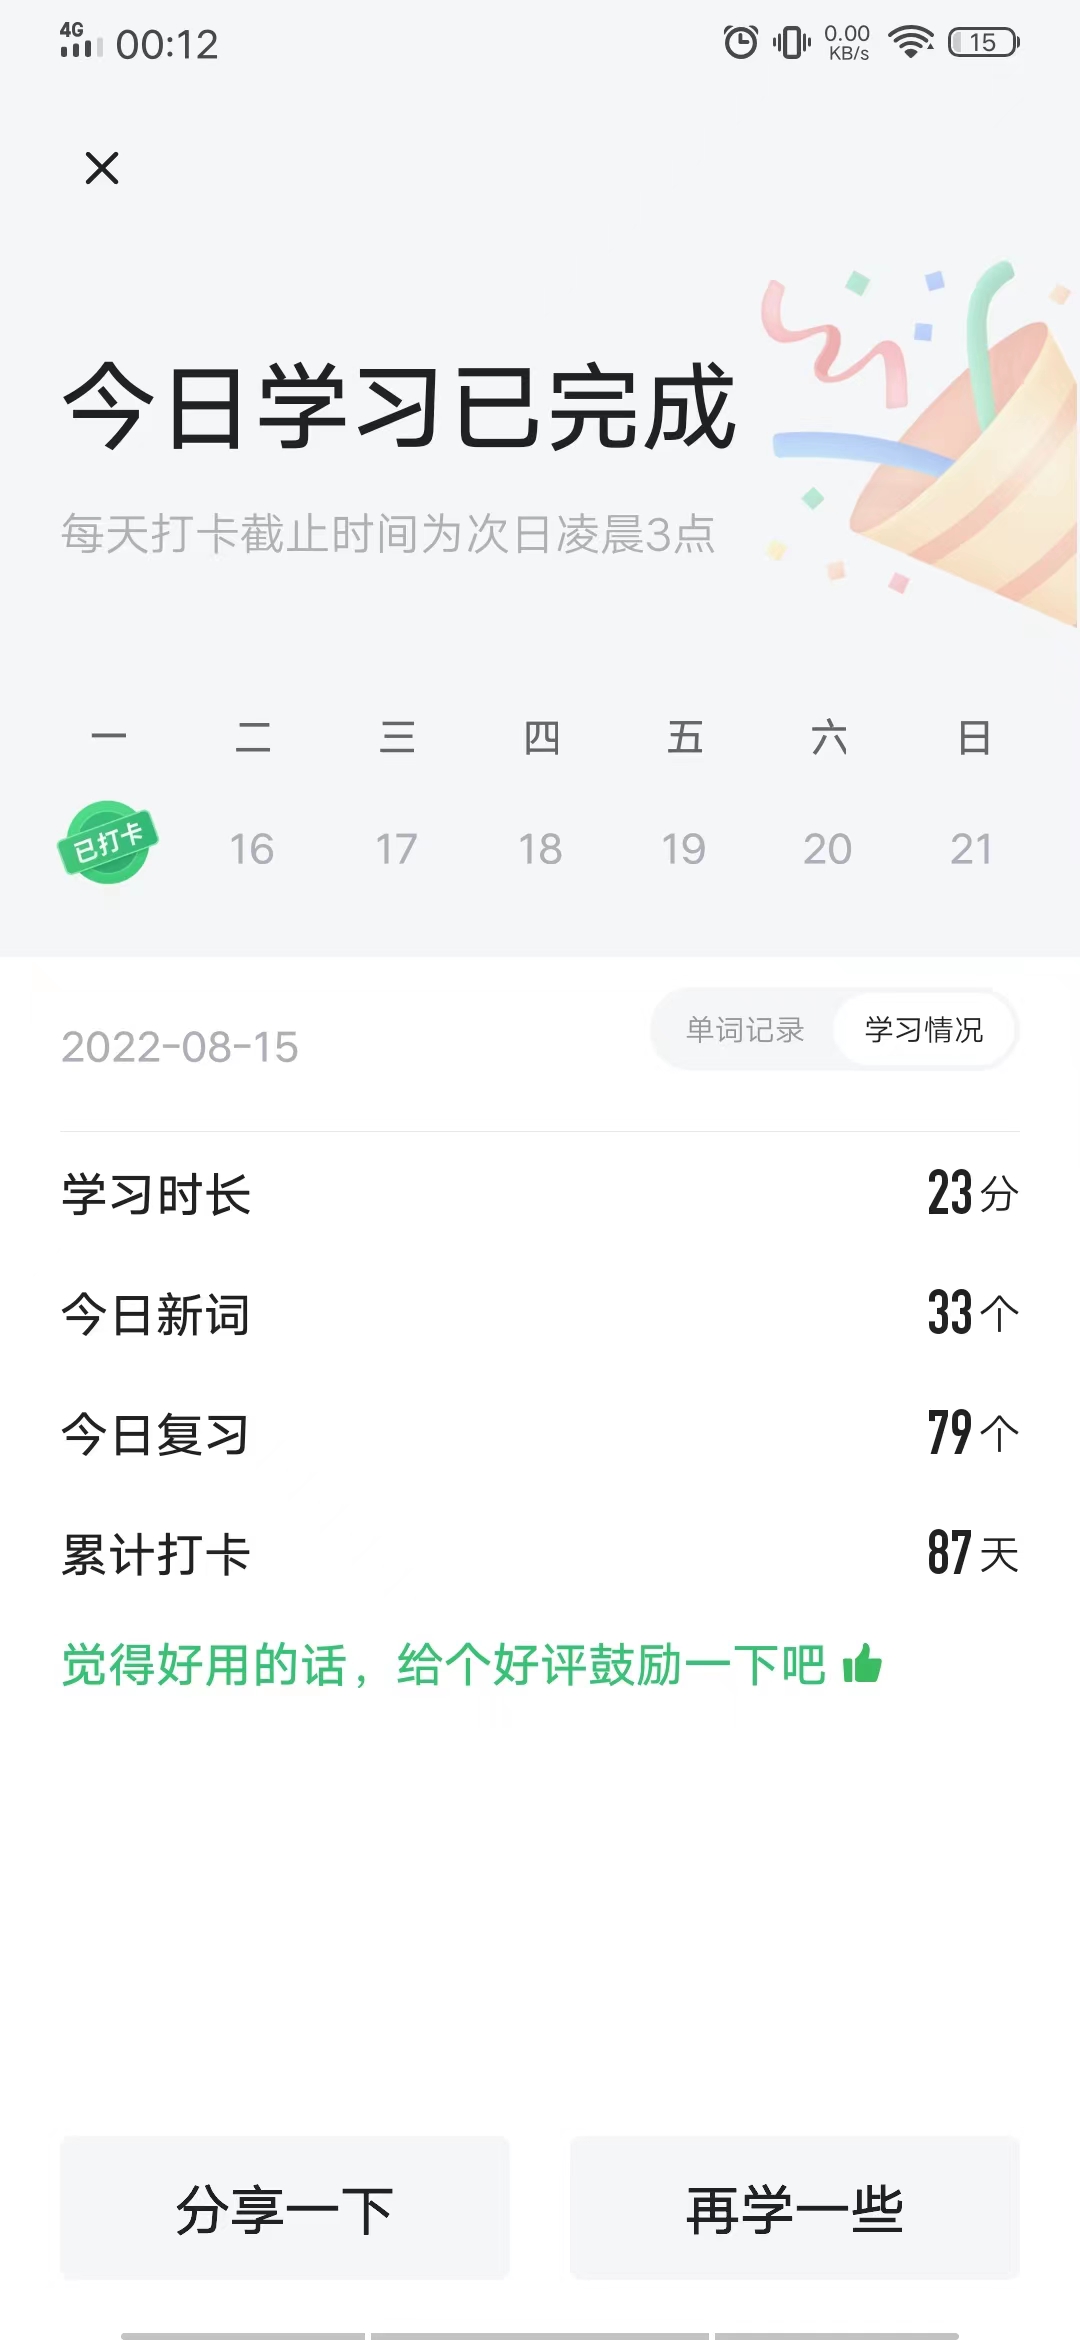 4G 00:12 0.00 KB/s 15
今日学习已完成
每天打卡截止时间为次日凌晨3点
一 二 三 四 五 六 日
已打卡 16 17 18 19 20 21
2022-08-15 单词记录 学习情况
学习时长 23分
今日新词 33个
今日复习 79个
累计打卡 87天
觉得好用的话，给个好评鼓励一下吧
分享一下 再学一些